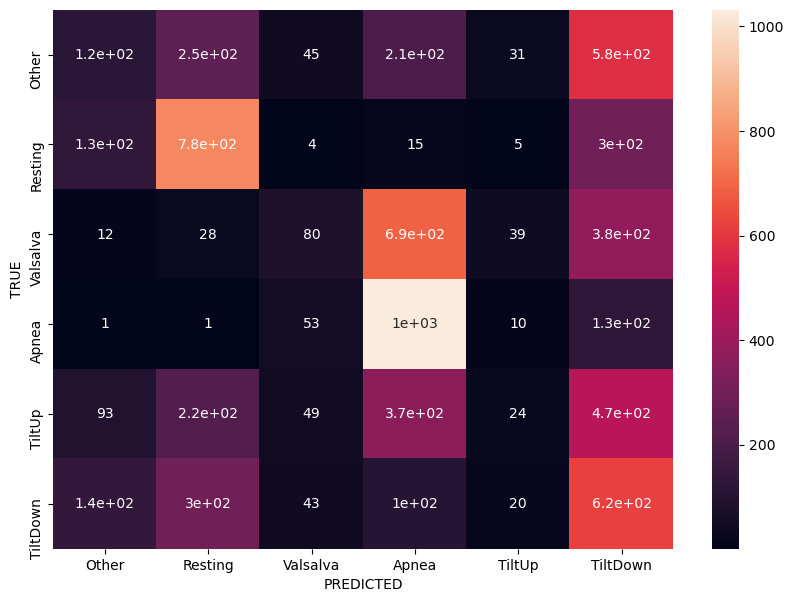 Other 1.2e+02 2.5e+02 45 2.1e+02 31 5.8e+02
Resting 1.3e+02 7.8e+02 4 15 5 3e+02
Valsalva 12 28 80 6.9e+02 39 3.8e+02
Apnea 1 1 53 1e+03 10 1.3e+02
TiltUp 93 2.2e+02 49 3.7e+02 24 4.7e+02
TiltDown 1.4e+02 3e+02 43 1e+02 20 6.2e+02
TRUE
Other Resting Valsalva Apnea TiltUp TiltDown
PREDICTED
1000
800
600
400
200